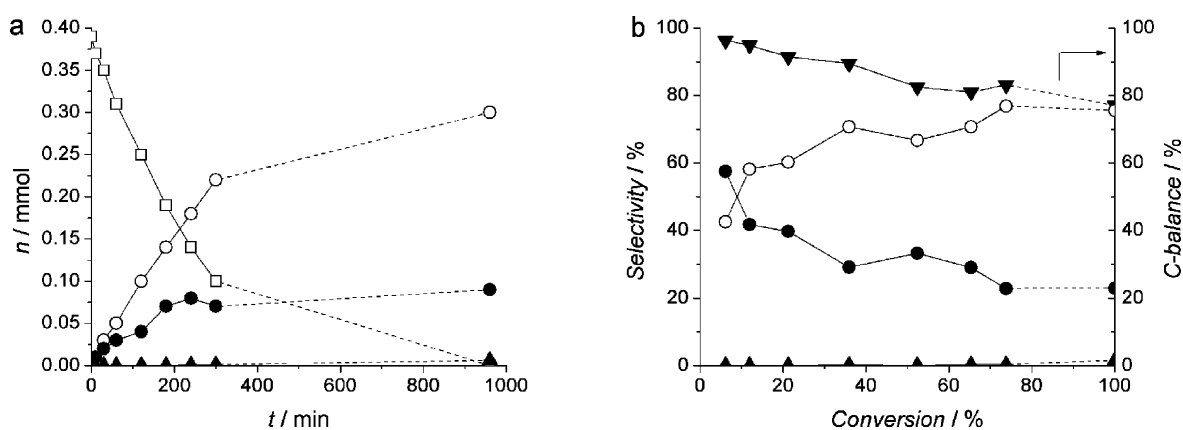 a
n / mmol
0.40
0.35
0.30
0.25
0.20
0.15
0.10
0.05
0.00
0 200 400 600 800 1000
t / min
b
Selectivity / %
100
80
60
40
20
0
0 20 40 60 80 100
Conversion / %
100
80
60
40
20
0
C-balance / %